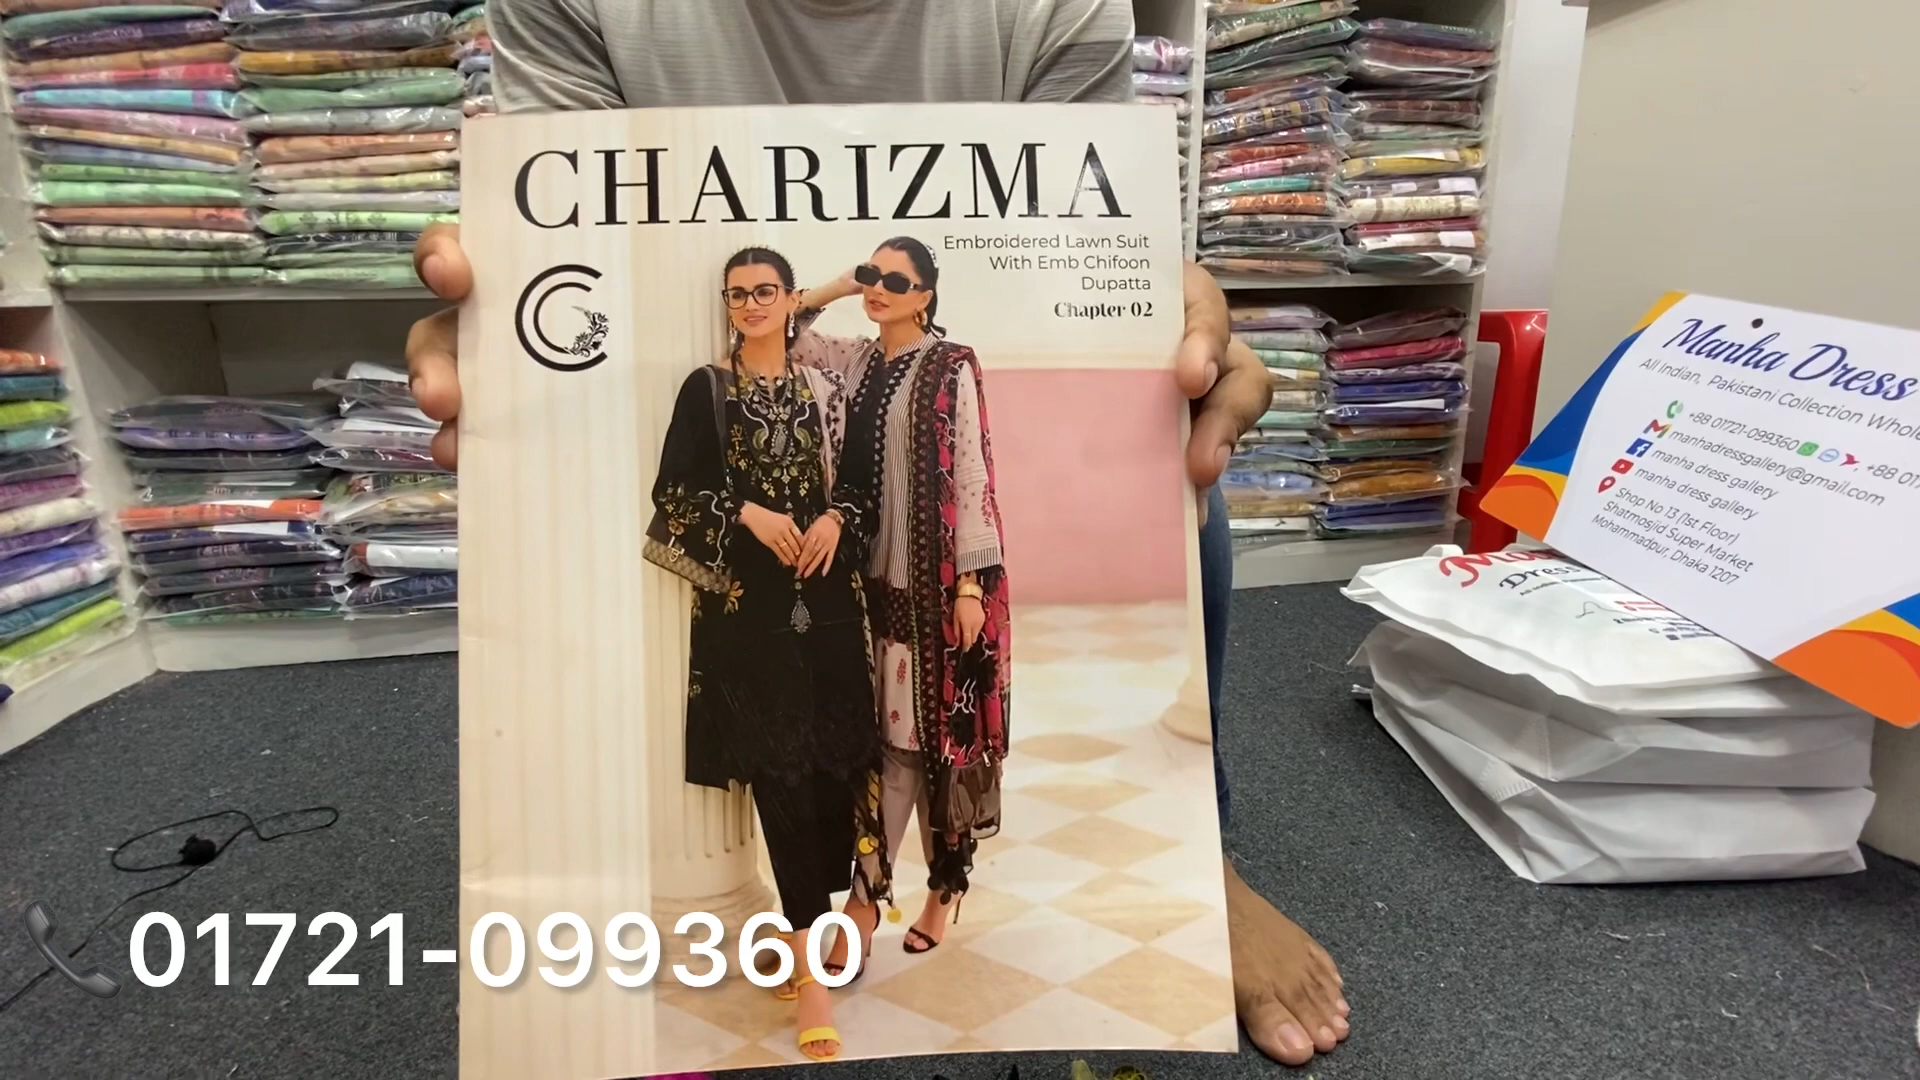 CHARIZMA
Embroidered Lawn Suit
With Emb Chifoon
Dupatta
Chapter 02
Manha Dress
All Indian, Pakistani Collection
+88 01721-099360
manhadressgallery@gmail.com
manha dress gallery
manha dress gallery
Shop No 13 (1st Floor)
Shatmosjid Super Market
Mohammadpur, Dhaka 1207
Dress
01721-099360